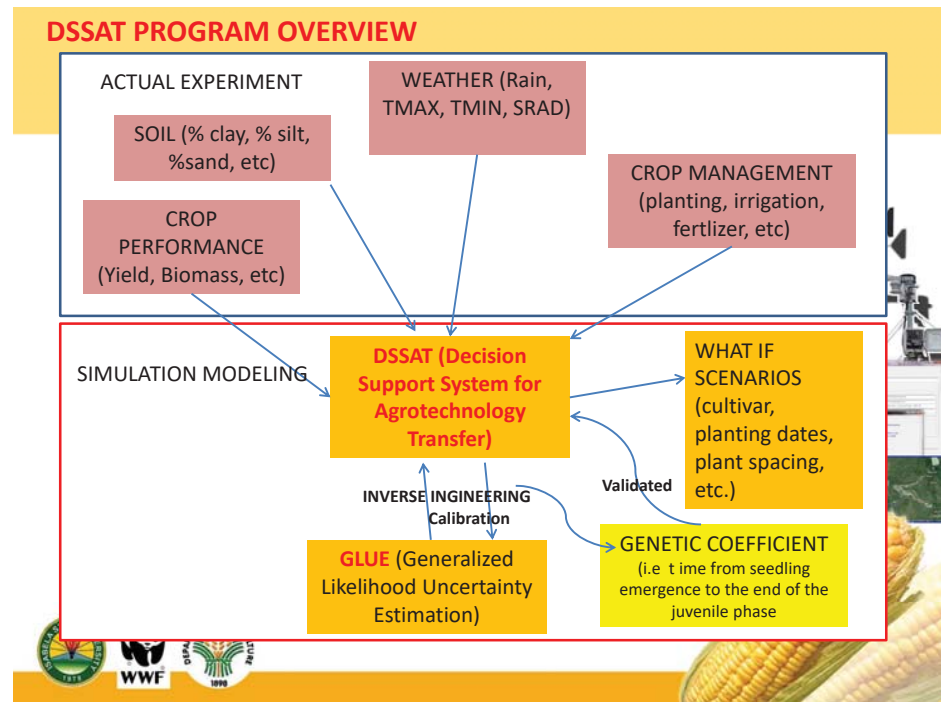 DSSAT PROGRAM OVERVIEW
ACTUAL EXPERIMENT
WEATHER (Rain,
TMAX, TMIN, SRAD)
SOIL (% clay, % silt,
%sand, etc)
CROP MANAGEMENT
(planting, irrigation,
fertlizer, etc)
CROP
PERFORMANCE
(Yield, Biomass, etc)
SIMULATION MODELING
DSSAT (Decision
Support System for
Agrotechnology
Transfer)
WHAT IF
SCENARIOS
(cultivar,
planting dates,
plant spacing,
etc.)
INVERSE INGINEERING
Calibration
Validated
GLUE (Generalized
Likelihood Uncertainty
Estimation)
GENETIC COEFFICIENT
(i.e t ime from seedling
emergence to the end of the
juvenile phase
ISABELA
1978
WWF
1898